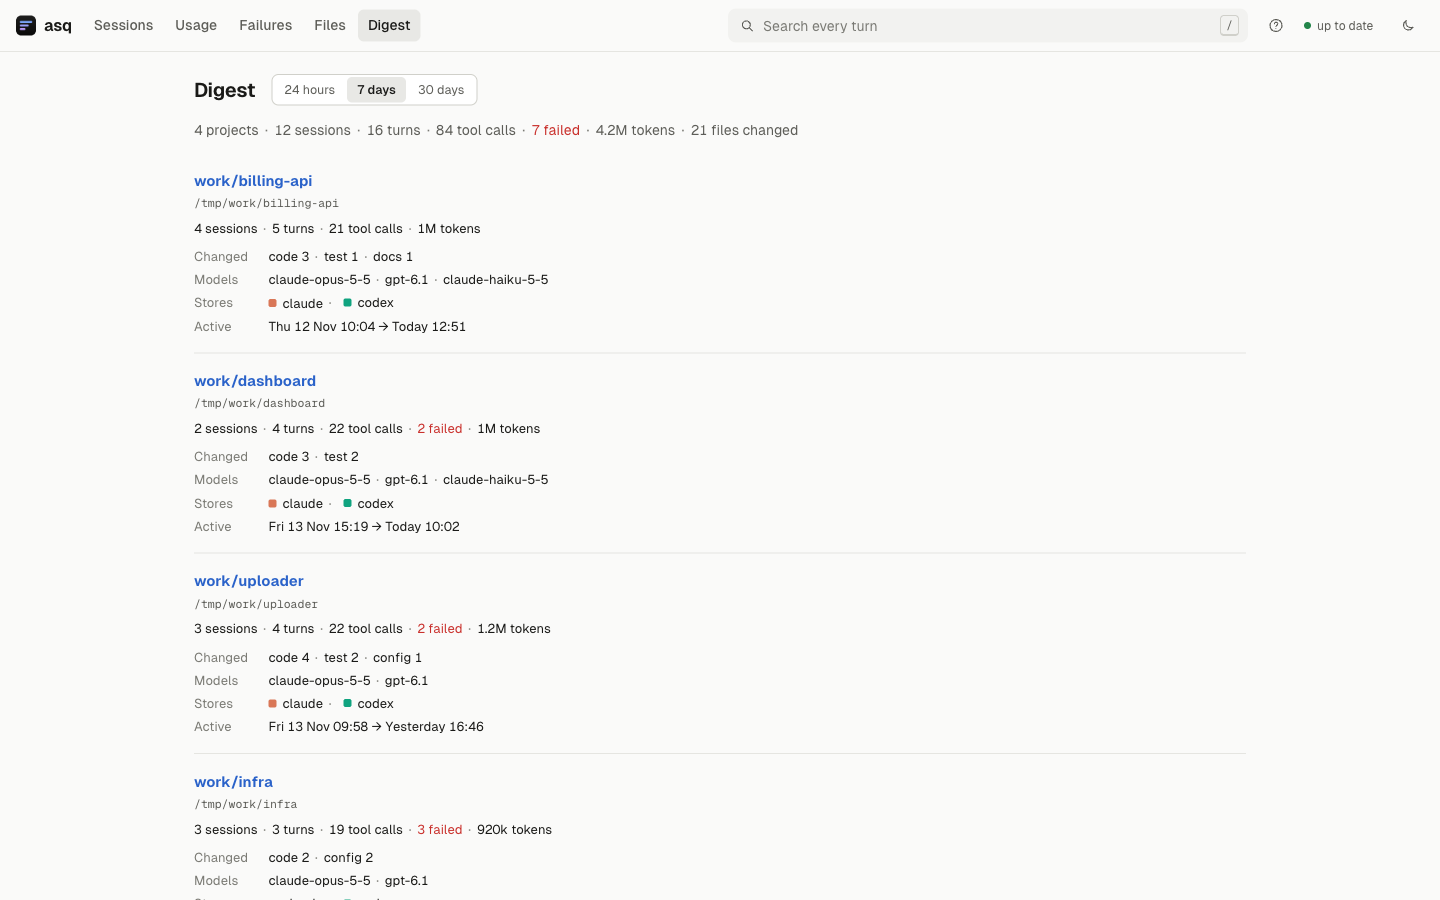 asq Sessions Usage Failures Files Digest Search every turn / up to date
Digest 24 hours 7 days 30 days
4 projects · 12 sessions · 16 turns · 84 tool calls · 7 failed · 4.2M tokens · 21 files changed
work/billing-api
/tmp/work/billing-api
4 sessions · 5 turns · 21 tool calls · 1M tokens
Changed code 3 · test 1 · docs 1
Models claude-opus-5-5 · gpt-6.1 · claude-haiku-5-5
Stores claude · codex
Active Thu 12 Nov 10:04 → Today 12:51
work/dashboard
/tmp/work/dashboard
2 sessions · 4 turns · 22 tool calls · 2 failed · 1M tokens
Changed code 3 · test 2
Models claude-opus-5-5 · gpt-6.1 · claude-haiku-5-5
Stores claude · codex
Active Fri 13 Nov 15:19 → Today 10:02
work/uploader
/tmp/work/uploader
3 sessions · 4 turns · 22 tool calls · 2 failed · 1.2M tokens
Changed code 4 · test 2 · config 1
Models claude-opus-5-5 · gpt-6.1
Stores claude · codex
Active Fri 13 Nov 09:58 → Yesterday 16:46
work/infra
/tmp/work/infra
3 sessions · 3 turns · 19 tool calls · 3 failed · 920k tokens
Changed code 2 · config 2
Models claude-opus-5-5 · gpt-6.1